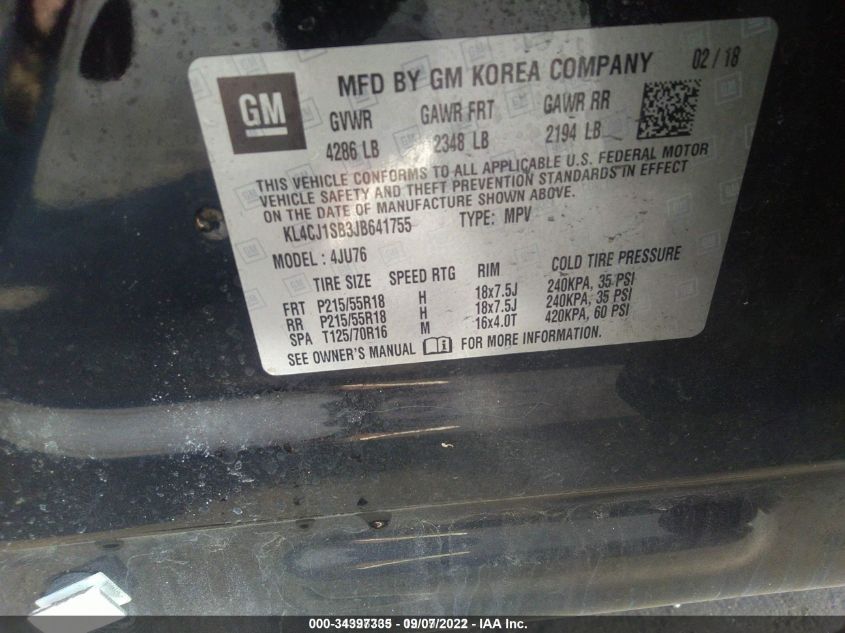 GM
MFD BY GM KOREA COMPANY 02 / 18
GVWR GAWR FRT GAWR RR
4286 LB 2348 LB 2194 LB
THIS VEHICLE CONFORMS TO ALL APPLICABLE U.S. FEDERAL MOTOR
VEHICLE SAFETY AND THEFT PREVENTION STANDARDS IN EFFECT
ON THE DATE OF MANUFACTURE SHOWN ABOVE.
KL4CJ1SB3JB641755 TYPE: MPV
MODEL : 4JU76
TIRE SIZE SPEED RTG RIM COLD TIRE PRESSURE
FRT P215/55R18 H 18x7.5J 240KPA, 35 PSI
RR P215/55R18 H 18x7.5J 240KPA, 35 PSI
SPA T125/70R16 M 16x4.0T 420KPA, 60 PSI
SEE OWNER'S MANUAL FOR MORE INFORMATION.
000-34397335 - 09/07/2022 - IAA Inc.